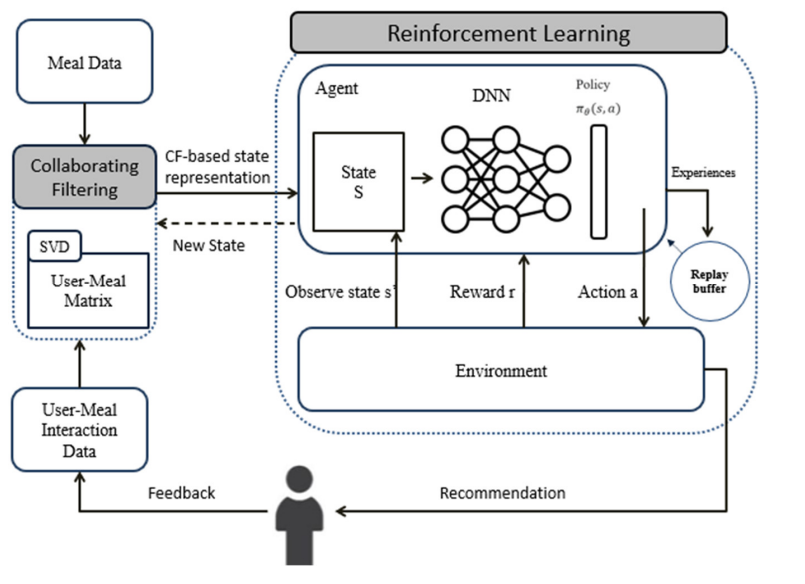 Reinforcement Learning
Meal Data
Agent
DNN
Policy
πθ(s,a)
Collaborating
Filtering
CF-based state
representation
State
S
Experiences
New State
SVD
User-Meal
Matrix
Replay
buffer
Observe state s'
Reward r
Action a
Environment
User-Meal
Interaction
Data
Feedback
Recommendation